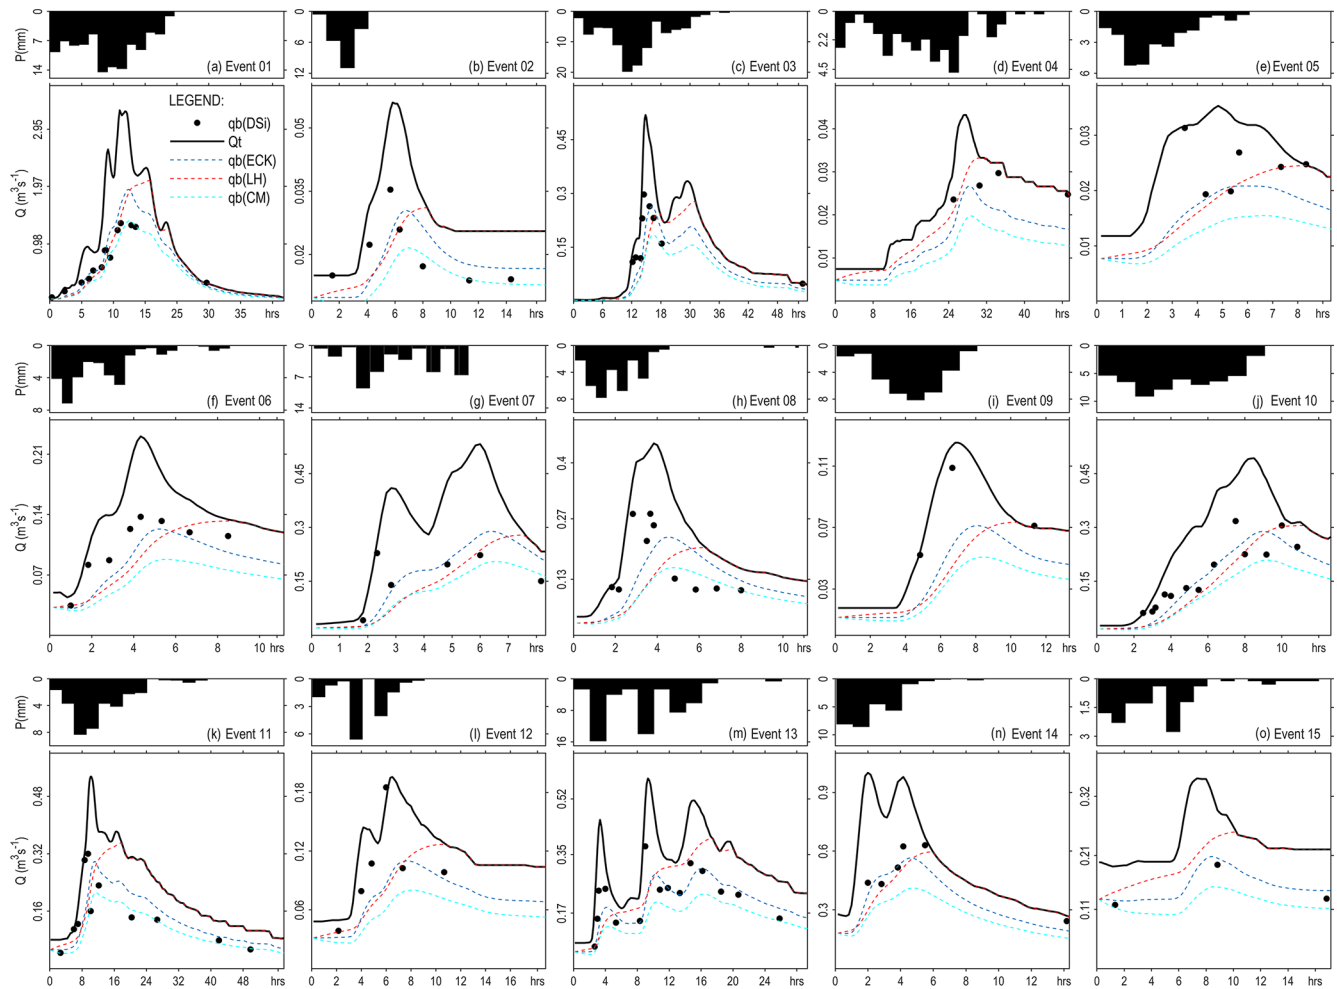 P(mm)
0
7
14
(a) Event 01
0
6
12
(b) Event 02
0
10
20
(c) Event 03
0
2.2
4.5
(d) Event 04
0
3
6
(e) Event 05
Q (m³s⁻¹)
2.95
1.97
0.98
LEGEND:
qb(DSi)
Qt
qb(ECK)
qb(LH)
qb(CM)
0.05
0.035
0.02
0.45
0.3
0.15
0.04
0.03
0.02
0.01
0.03
0.02
0.01
0 5 10 15 20 25 30 35 hrs
0 2 4 6 8 10 12 14 hrs
0 6 12 18 24 30 36 42 48 hrs
0 8 16 24 32 40 hrs
0 1 2 3 4 5 6 7 8 hrs
P(mm)
0
4
8
(f) Event 06
0
7
14
(g) Event 07
0
4
8
(h) Event 08
0
4
8
(i) Event 09
0
5
10
(j) Event 10
Q (m³s⁻¹)
0.21
0.14
0.07
0.45
0.3
0.15
0.4
0.27
0.13
0.11
0.07
0.03
0.45
0.3
0.15
0 2 4 6 8 10 hrs
0 1 2 3 4 5 6 7 hrs
0 2 4 6 8 10 hrs
0 2 4 6 8 10 12 hrs
0 2 4 6 8 10 hrs
P(mm)
0
4
8
(k) Event 11
0
3
6
(l) Event 12
0
8
16
(m) Event 13
0
5
10
(n) Event 14
0
1.5
3
(o) Event 15
Q (m³s⁻¹)
0.48
0.32
0.16
0.18
0.12
0.06
0.52
0.35
0.17
0.9
0.6
0.3
0.32
0.21
0.11
0 8 16 24 32 40 48 hrs
0 2 4 6 8 10 12 14 16 hrs
0 4 8 12 16 20 24 hrs
0 2 4 6 8 10 12 14 hrs
0 2 4 6 8 10 12 14 hrs